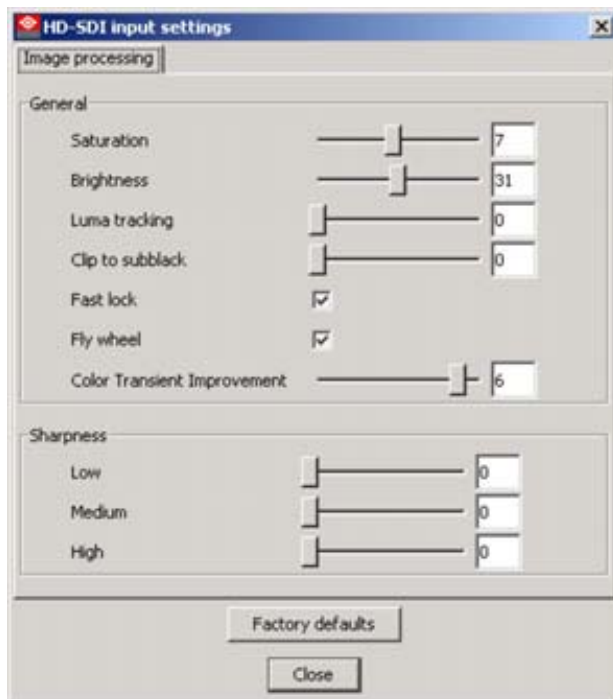 HD-SDI input settings
Image processing
General
Saturation 7
Brightness 31
Luma tracking 0
Clip to subblack 0
Fast lock
Fly wheel
Color Transient Improvement 6
Sharpness
Low 0
Medium 0
High 0
Factory defaults
Close